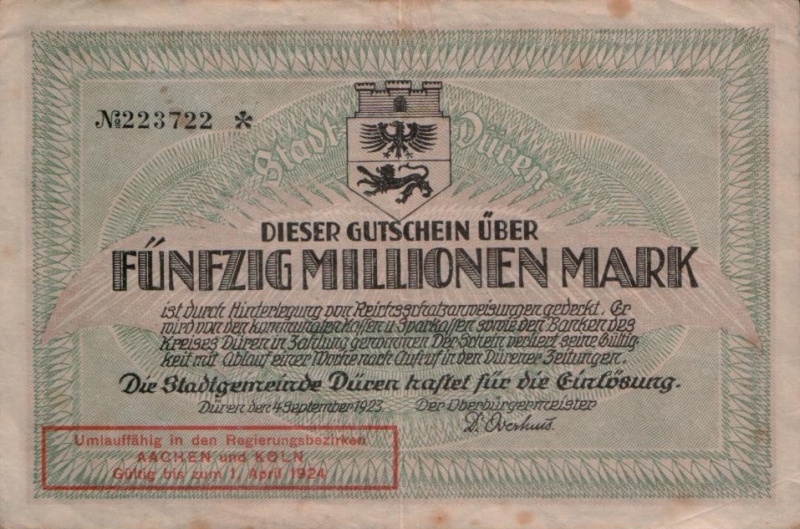 №223722 *
Stadt Düren
DIESER GUTSCHEIN ÜBER
FÜNFZIG MILLIONEN MARK
ist durch Hinterlegung von Reichsschatzanweisungen gedeckt. Er
wird von den kommunalen Kassen u. Sparkassen sowie den Banken des
Kreises Düren in Zahlung genommen. Der Schein verliert seine Gültig-
keit mit Ablauf einer Woche nach Aufruf in den Dürener Zeitungen.
Die Stadtgemeinde Düren haftet für die Einlösung.
Düren den 4. September 1923. Der Oberbürgermeister
Dr. Overhues.
Umlauffähig in den Regierungsbezirken
AACHEN und KÖLN
Gültig bis zum 1. April 1924